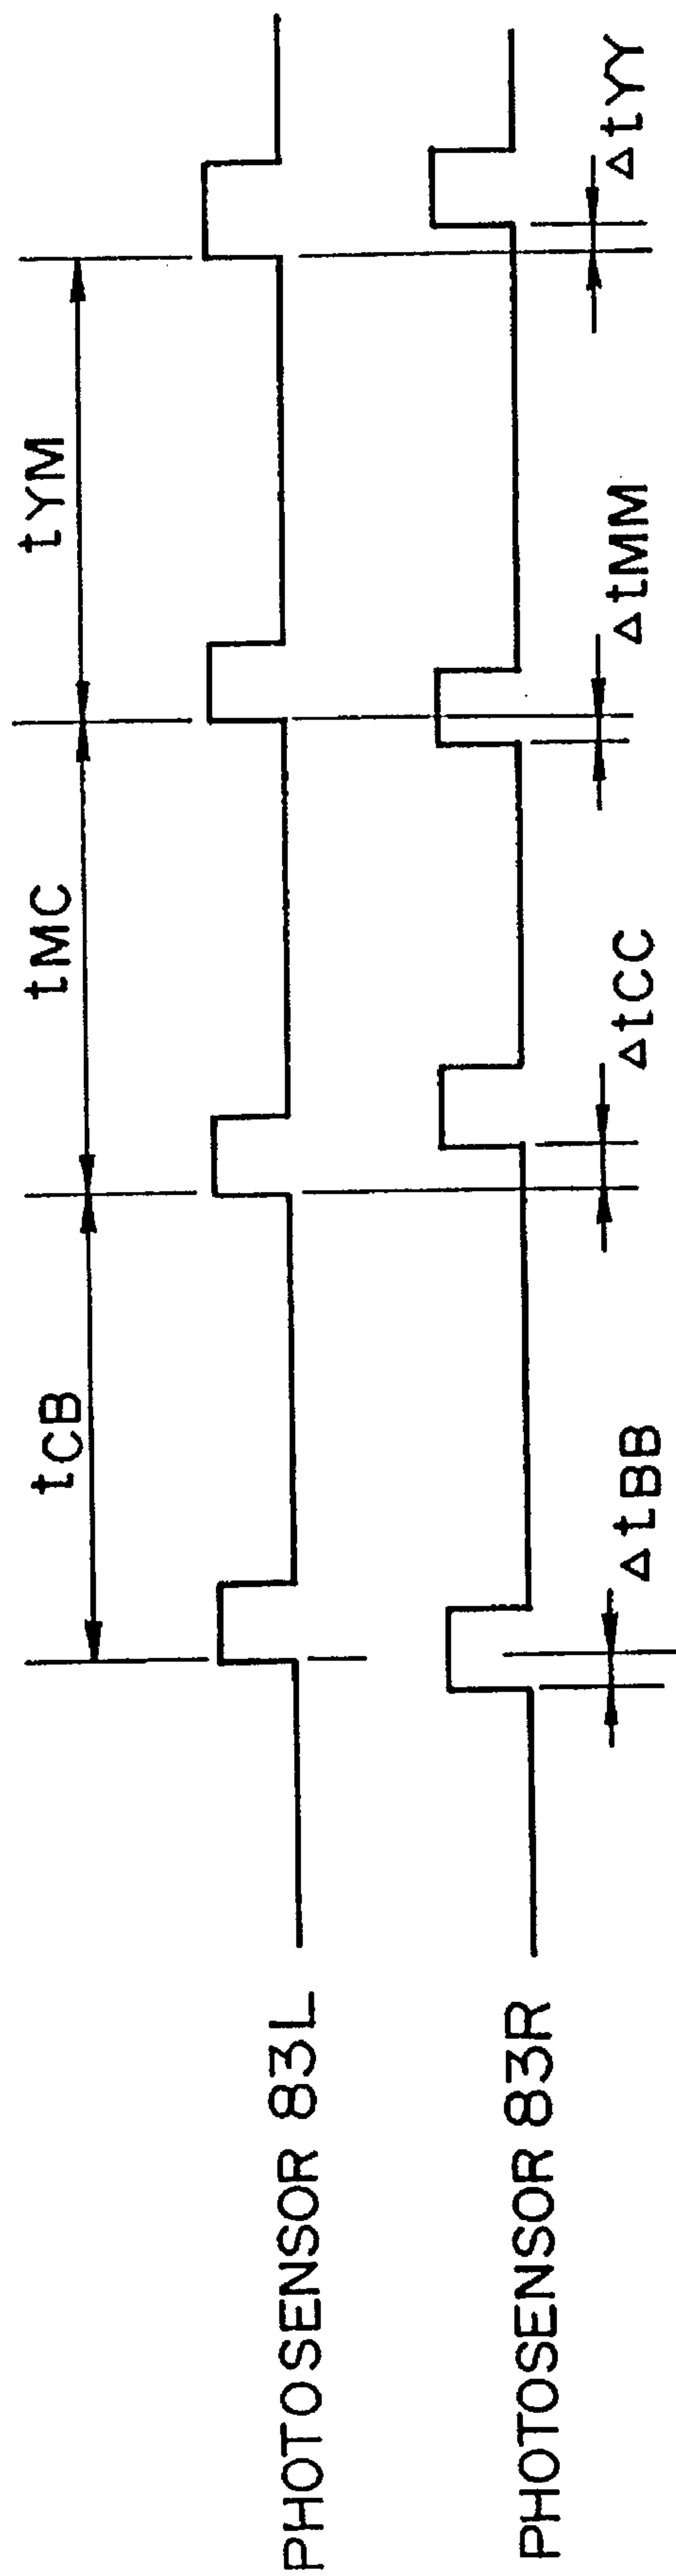 tCB
tMC
tYM
PHOTOSENSOR 83L
PHOTOSENSOR 83R
ΔtBB
ΔtCC
ΔtMM
ΔtYY